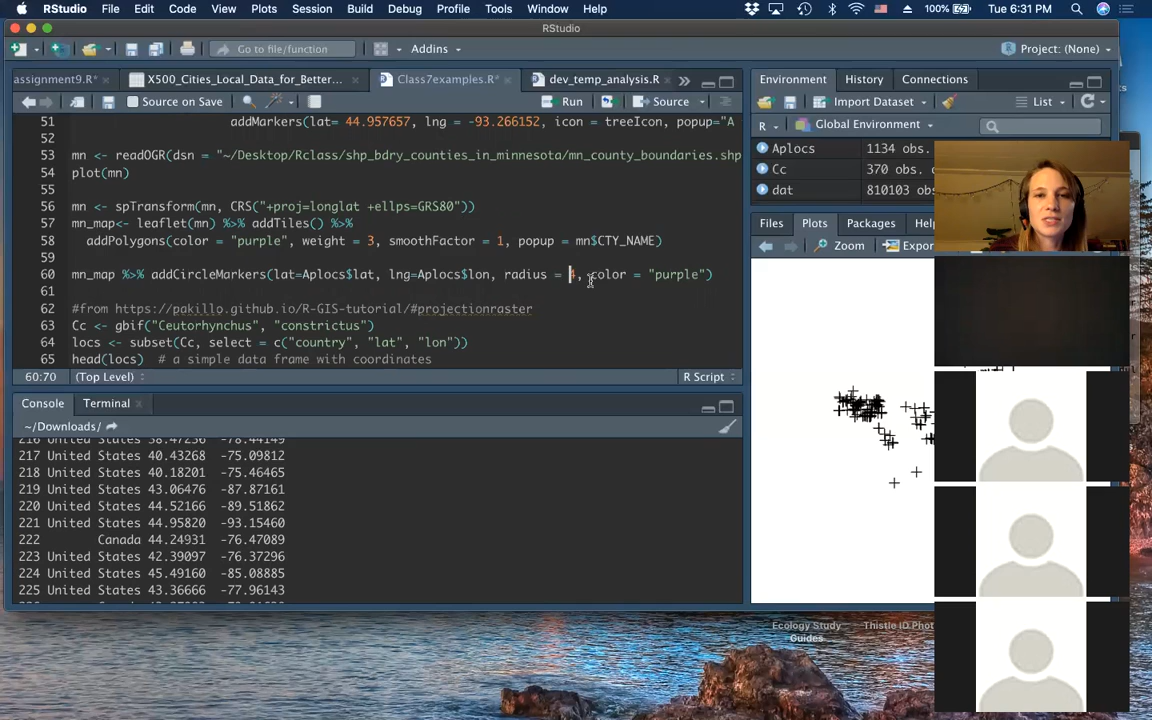 RStudio File Edit Code View Plots Session Build Debug Profile Tools Window Help 100% Tue 6:31 PM
RStudio
Go to file/function Addins Project: (None)
assignment9.R* X500_Cities_Local_Data_for_Better... Class7examples.R* dev_temp_analysis.R
Source on Save Run Source
51 addMarkers(lat= 44.957657, lng = -93.266152, icon = treeIcon, popup="A
52
53 mn <- readOGR(dsn = "~/Desktop/Rclass/shp_bdry_counties_in_minnesota/mn_county_boundaries.shp
54 plot(mn)
55
56 mn <- spTransform(mn, CRS("+proj=longlat +ellps=GRS80"))
57 mn_map<- leaflet(mn) %>% addTiles() %>%
58 addPolygons(color = "purple", weight = 3, smoothFactor = 1, popup = mn$CTY_NAME)
59
60 mn_map %>% addCircleMarkers(lat=Aplocs$lat, lng=Aplocs$lon, radius = 4, color = "purple")
61
62 #from https://pakillo.github.io/R-GIS-tutorial/#projectionraster
63 Cc <- gbif("Ceutorhynchus", "constrictus")
64 locs <- subset(Cc, select = c("country", "lat", "lon"))
65 head(locs) # a simple data frame with coordinates
60:70 (Top Level) R Script
Console Terminal
~/Downloads/
216 United States 38.47236 -78.44149
217 United States 40.43268 -75.09812
218 United States 40.18201 -75.46465
219 United States 43.06476 -87.87161
220 United States 44.52166 -89.51862
221 United States 44.95820 -93.15460
222 Canada 44.24931 -76.47089
223 United States 42.39097 -76.37296
224 United States 45.49160 -85.08885
225 United States 43.36666 -77.96143
Environment History Connections
Import Dataset List
R Global Environment
Aplocs 1134 obs.
Cc 370 obs.
dat 810103 obs
Files Plots Packages Help
Zoom Export
Ecology Study Guides
Thistle ID Phot